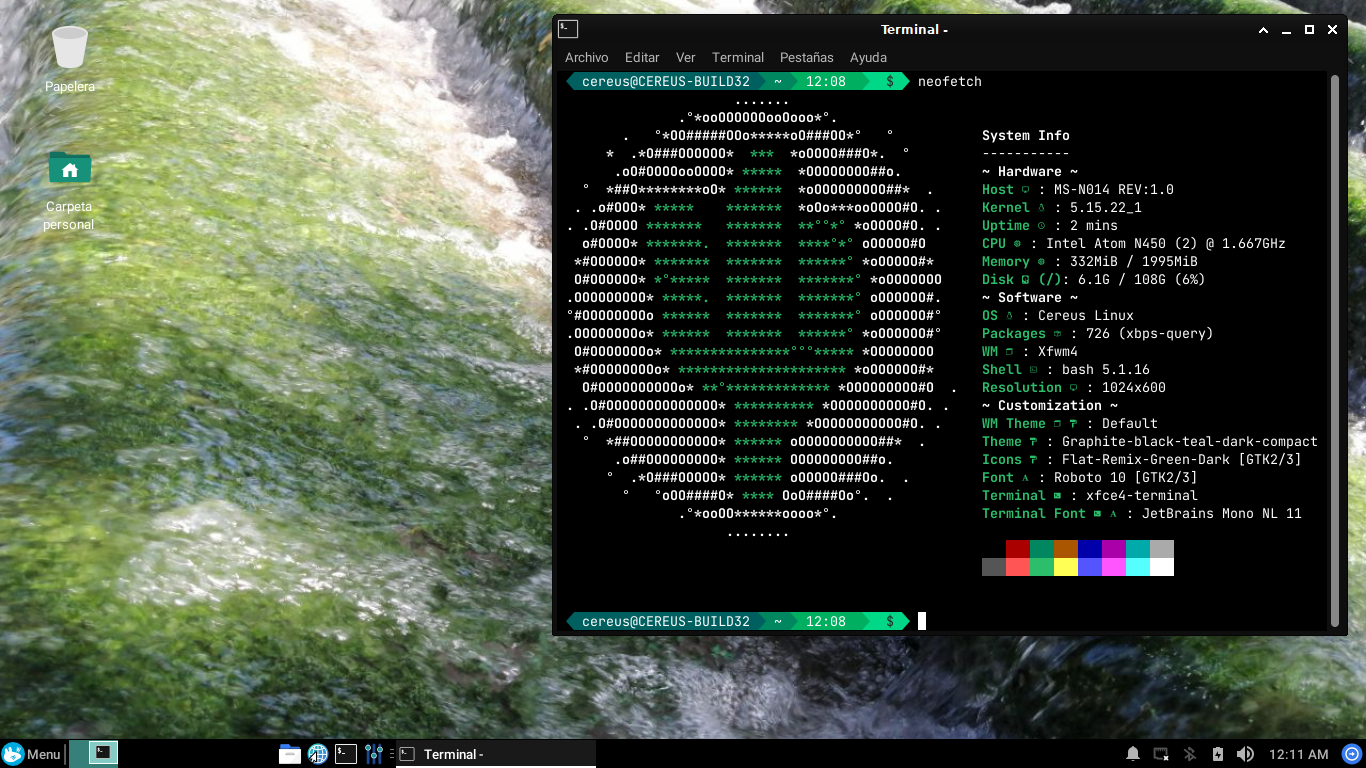 Papelera
Carpeta
personal
Terminal -
Archivo Editar Ver Terminal Pestañas Ayuda
cereus@CEREUS-BUILD32 ~ 12:08 $ neofetch
System Info
-----------
~ Hardware ~
Host : MS-N014 REV:1.0
Kernel : 5.15.22_1
Uptime : 2 mins
CPU : Intel Atom N450 (2) @ 1.667GHz
Memory : 332MiB / 1995MiB
Disk (/): 6.1G / 108G (6%)
~ Software ~
OS : Cereus Linux
Packages : 726 (xbps-query)
WM : Xfwm4
Shell : bash 5.1.16
Resolution : 1024x600
~ Customization ~
WM Theme : Default
Theme : Graphite-black-teal-dark-compact
Icons : Flat-Remix-Green-Dark [GTK2/3]
Font : Roboto 10 [GTK2/3]
Terminal : xfce4-terminal
Terminal Font : JetBrains Mono NL 11
cereus@CEREUS-BUILD32 ~ 12:08 $
Menu Terminal - 12:11 AM